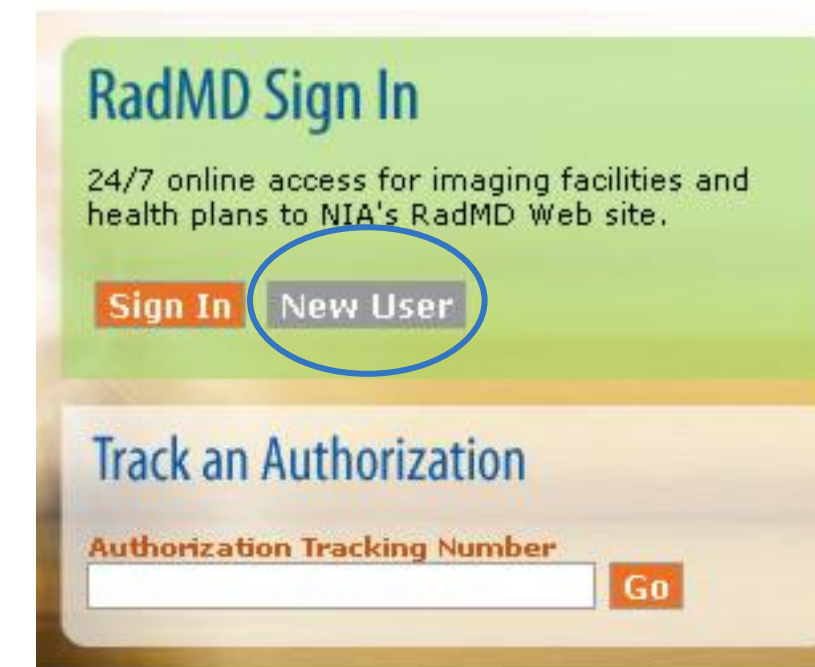 RadMD Sign In
24/7 online access for imaging facilities and
health plans to NIA's RadMD Web site.
Sign In New User
Track an Authorization
Authorization Tracking Number
Go